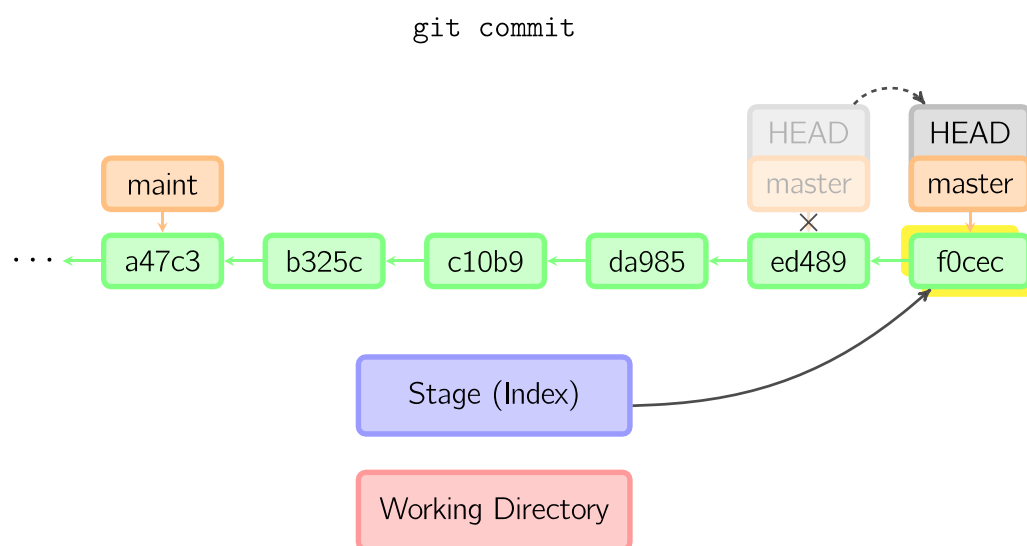 git commit
HEAD
HEAD
maint
master
master
...
a47c3
b325c
c10b9
da985
ed489
f0cec
Stage (Index)
Working Directory